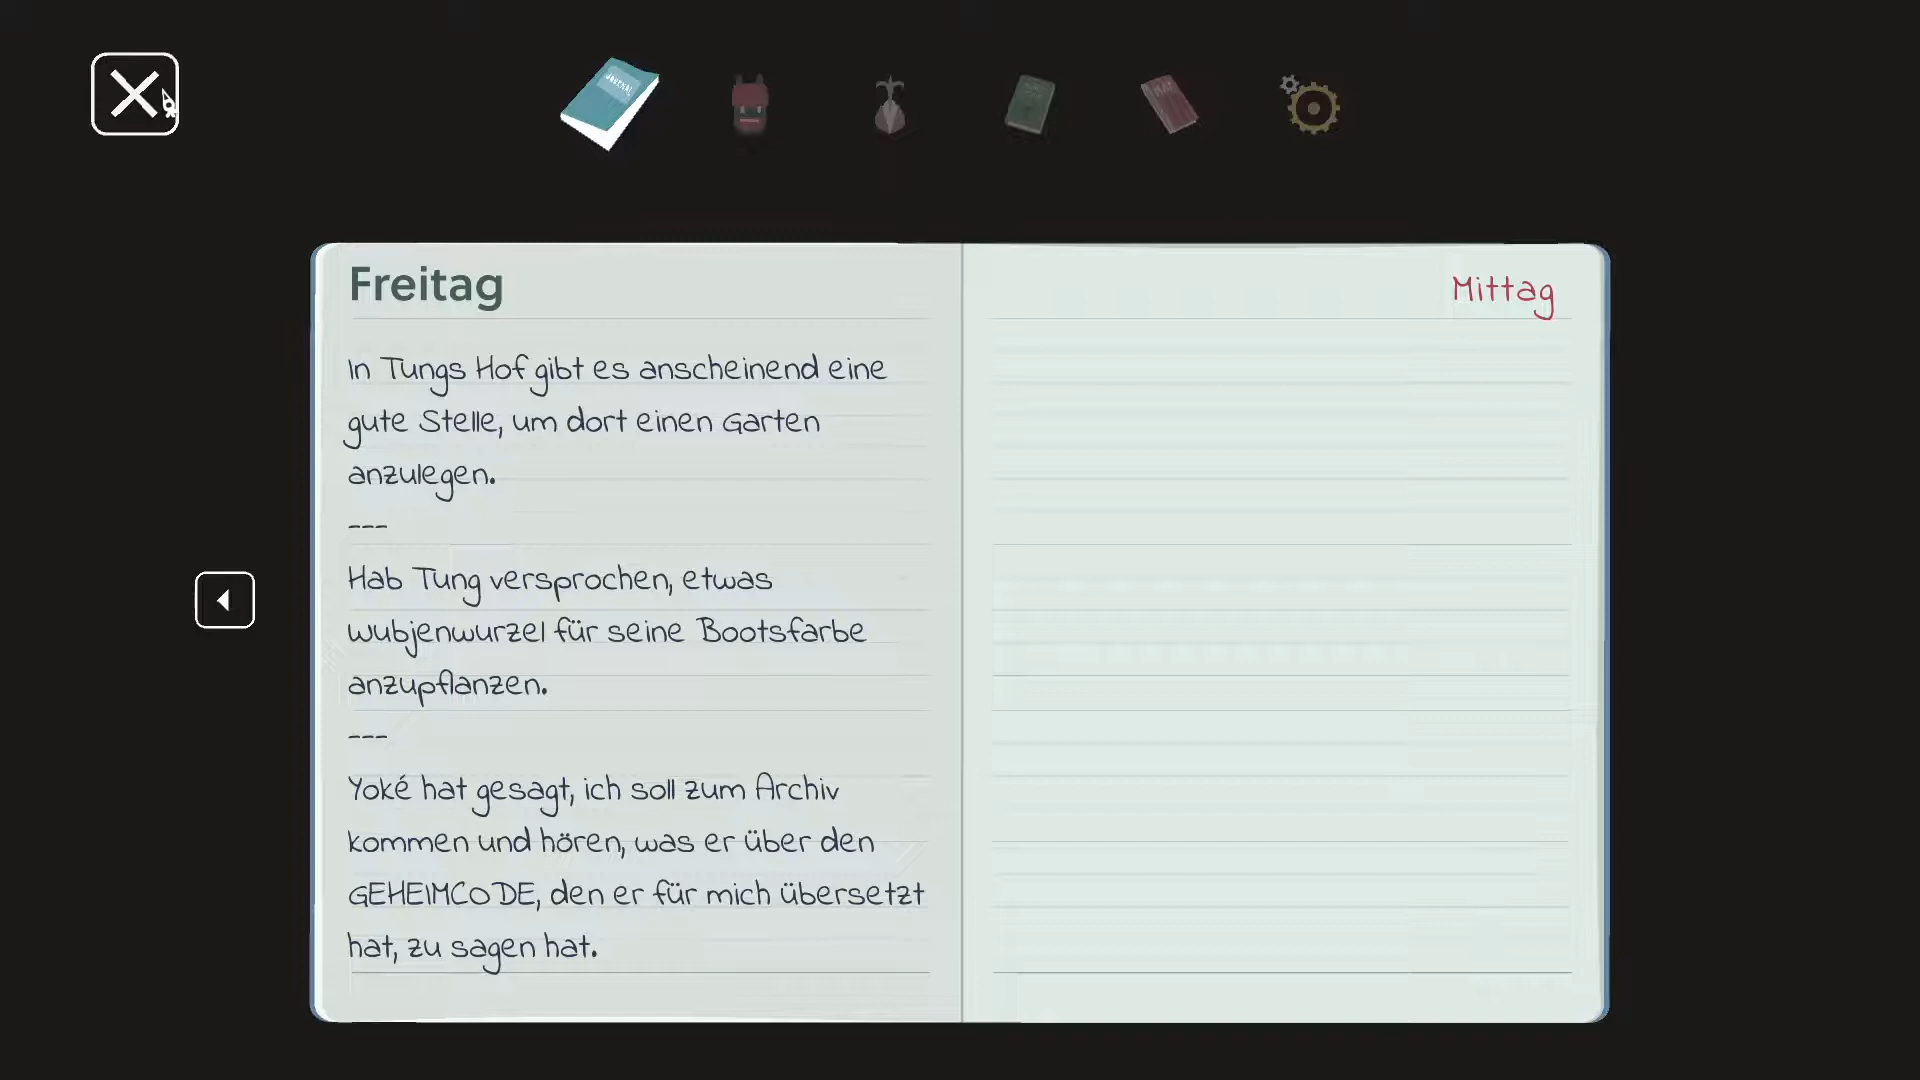 JOURNAL
Freitag
In Tungs Hof gibt es anscheinend eine
gute Stelle, um dort einen Garten
anzulegen.
---
Hab Tung versprochen, etwas
Wubjenwurzel für seine Bootsfarbe
anzupflanzen.
---
Yoké hat gesagt, ich soll zum Archiv
kommen und hören, was er über den
GEHEIMCODE, den er für mich übersetzt
hat, zu sagen hat.
Mittag